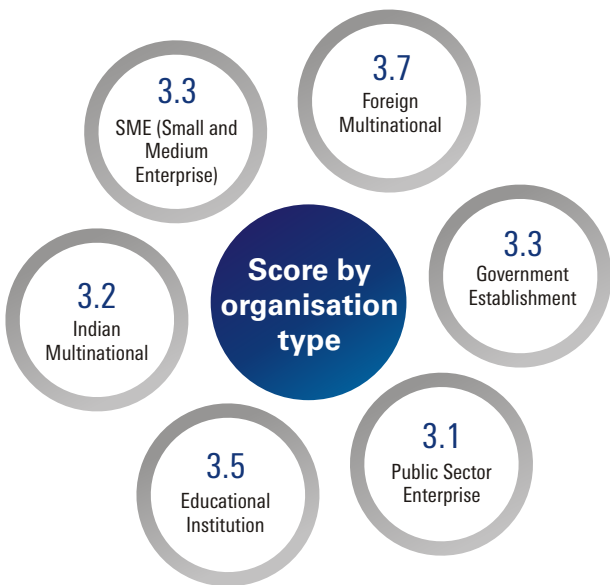 3.3
SME (Small and
Medium
Enterprise)
3.7
Foreign
Multinational
3.2
Indian
Multinational
Score by
organisation
type
3.3
Government
Establishment
3.5
Educational
Institution
3.1
Public Sector
Enterprise